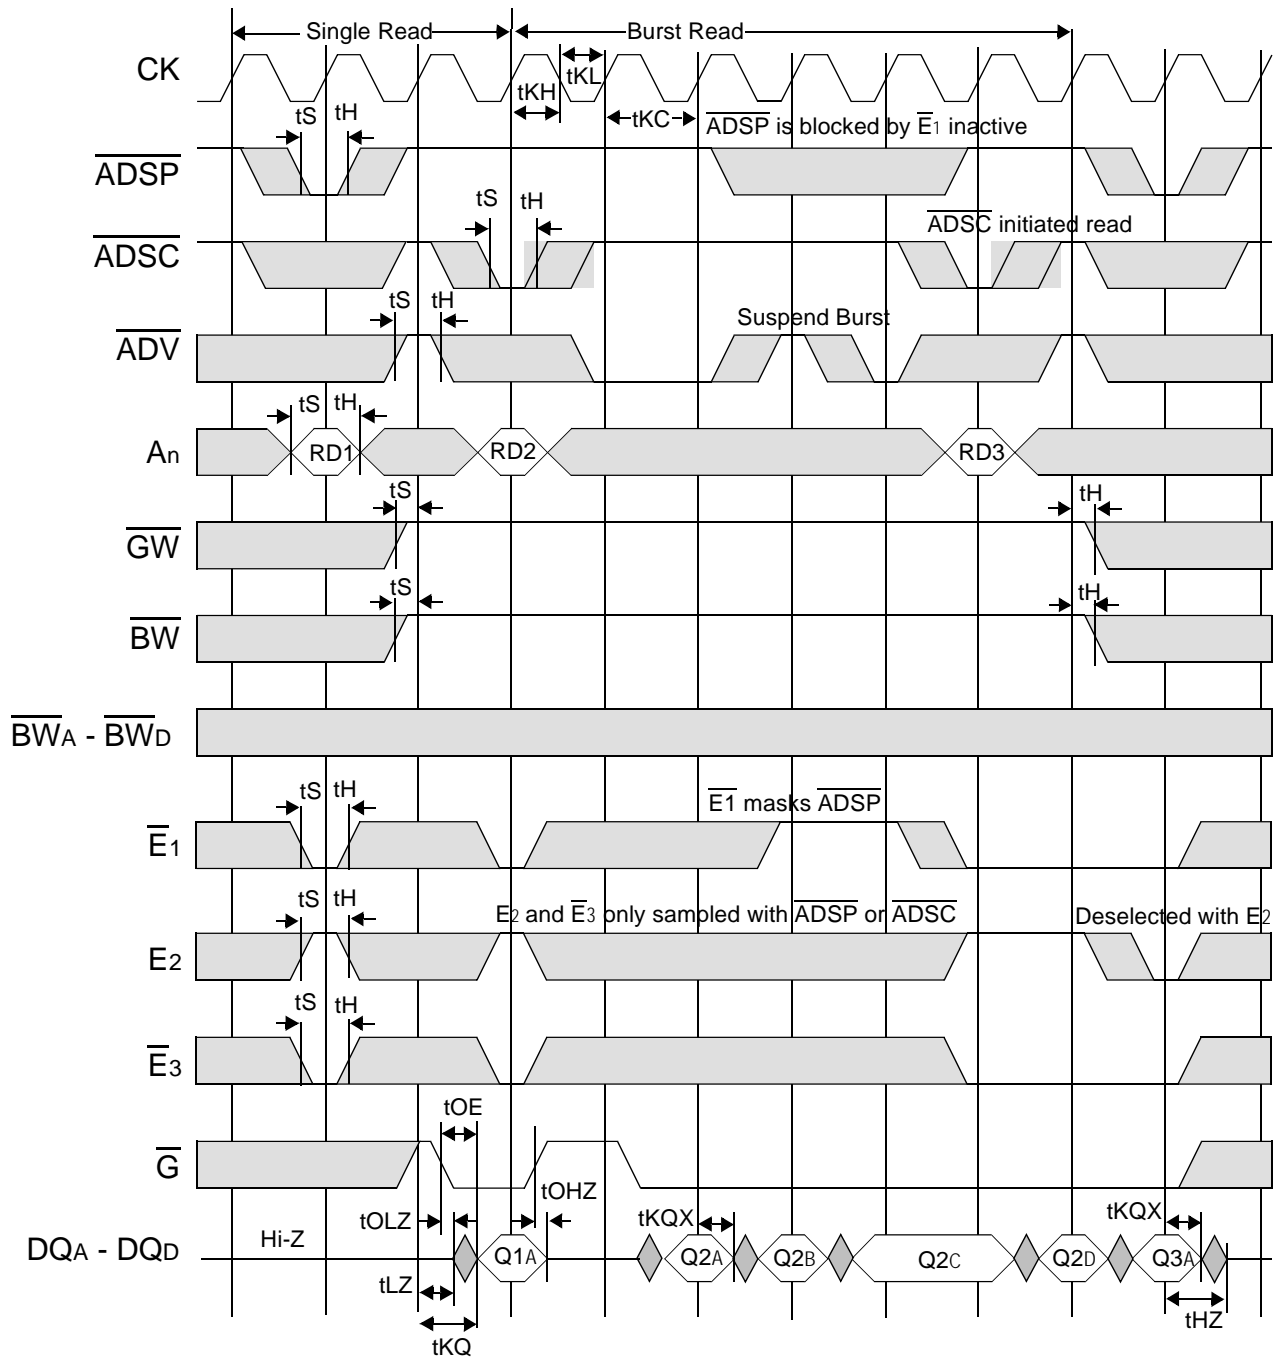 Single Read
Burst Read
CK
tKH
tKL
tKC
ADSP is blocked by E1 inactive
tS
tH
ADSP
tS
tH
ADSC initiated read
ADSC
tS
tH
Suspend Burst
ADV
tS
tH
An
RD1
RD2
RD3
tS
tH
GW
tS
tH
BW
BWA - BWD
tS
tH
E1 masks ADSP
E1
tS
tH
E2 and E3 only sampled with ADSP or ADSC
Deselected with E2
E2
tS
tH
E3
tOE
G
tOHZ
tOLZ
tKQX
tKQX
DQA - DQD
Hi-Z
Q1A
Q2A
Q2B
Q2C
Q2D
Q3A
tLZ
tHZ
tKQ